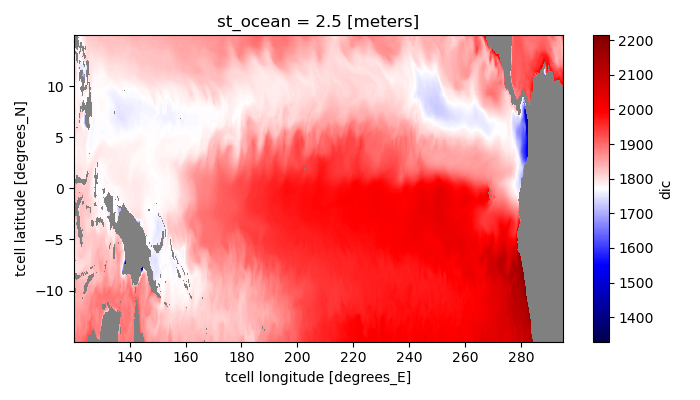 st_ocean = 2.5 [meters]
10
5
0
−5
−10
tcell latitude [degrees_N]
140 160 180 200 220 240 260 280
tcell longitude [degrees_E]
2200
2100
2000
1900
1800
1700
1600
1500
1400
dic